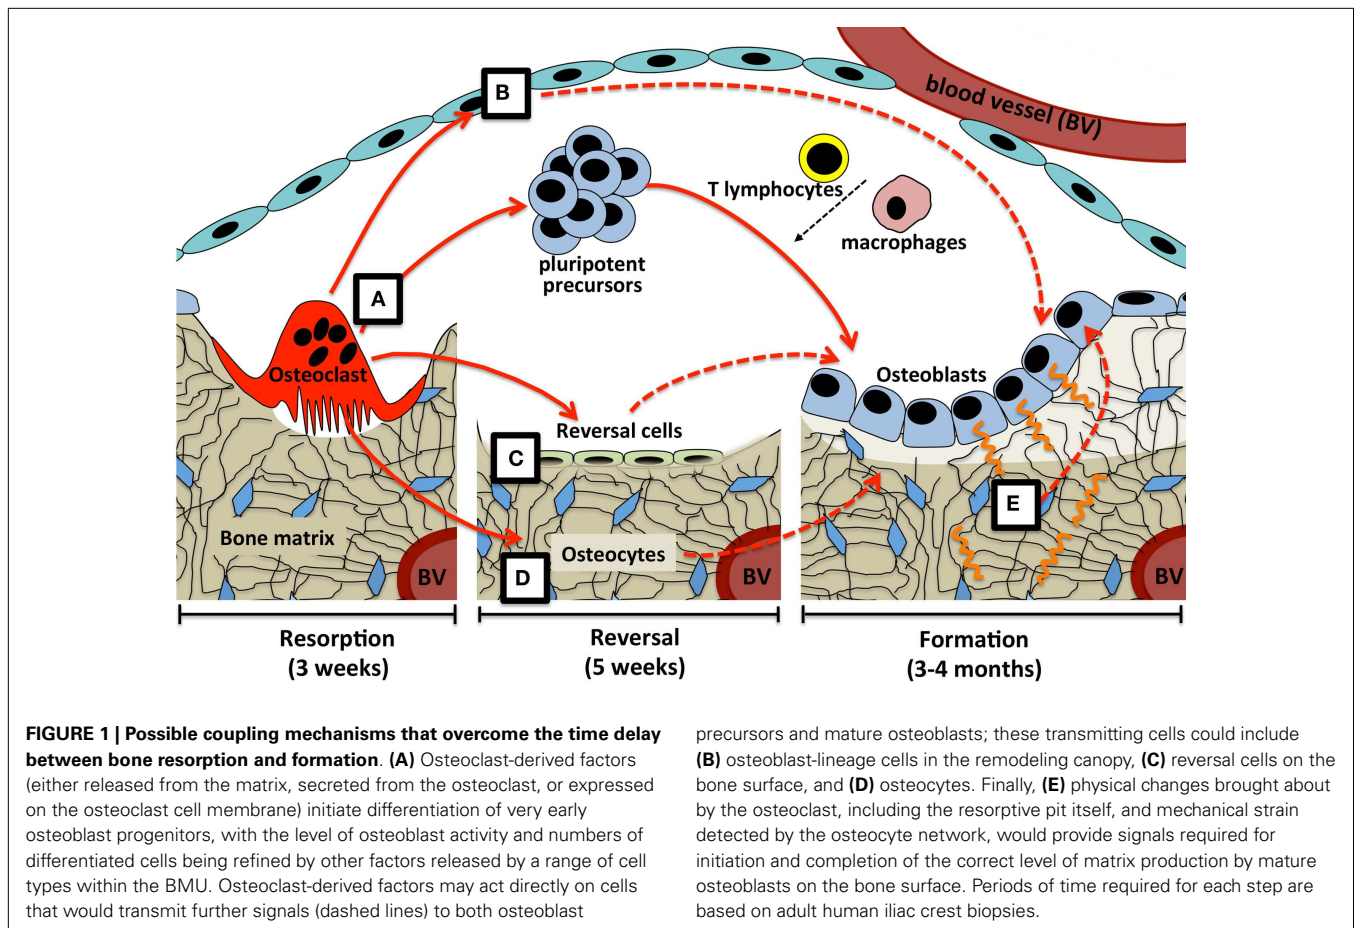 B
blood vessel (BV)
T lymphocytes
macrophages
pluripotent
precursors
A
Osteoclast
Osteoblasts
Reversal cells
C
E
Bone matrix
Osteocytes
D
BV
BV
BV
Resorption
(3 weeks)
Reversal
(5 weeks)
Formation
(3-4 months)
FIGURE 1 | Possible coupling mechanisms that overcome the time delay
between bone resorption and formation. (A) Osteoclast-derived factors
(either released from the matrix, secreted from the osteoclast, or expressed
on the osteoclast cell membrane) initiate differentiation of very early
osteoblast progenitors, with the level of osteoblast activity and numbers of
differentiated cells being refined by other factors released by a range of cell
types within the BMU. Osteoclast-derived factors may act directly on cells
that would transmit further signals (dashed lines) to both osteoblast
precursors and mature osteoblasts; these transmitting cells could include
(B) osteoblast-lineage cells in the remodeling canopy, (C) reversal cells on the
bone surface, and (D) osteocytes. Finally, (E) physical changes brought about
by the osteoclast, including the resorptive pit itself, and mechanical strain
detected by the osteocyte network, would provide signals required for
initiation and completion of the correct level of matrix production by mature
osteoblasts on the bone surface. Periods of time required for each step are
based on adult human iliac crest biopsies.